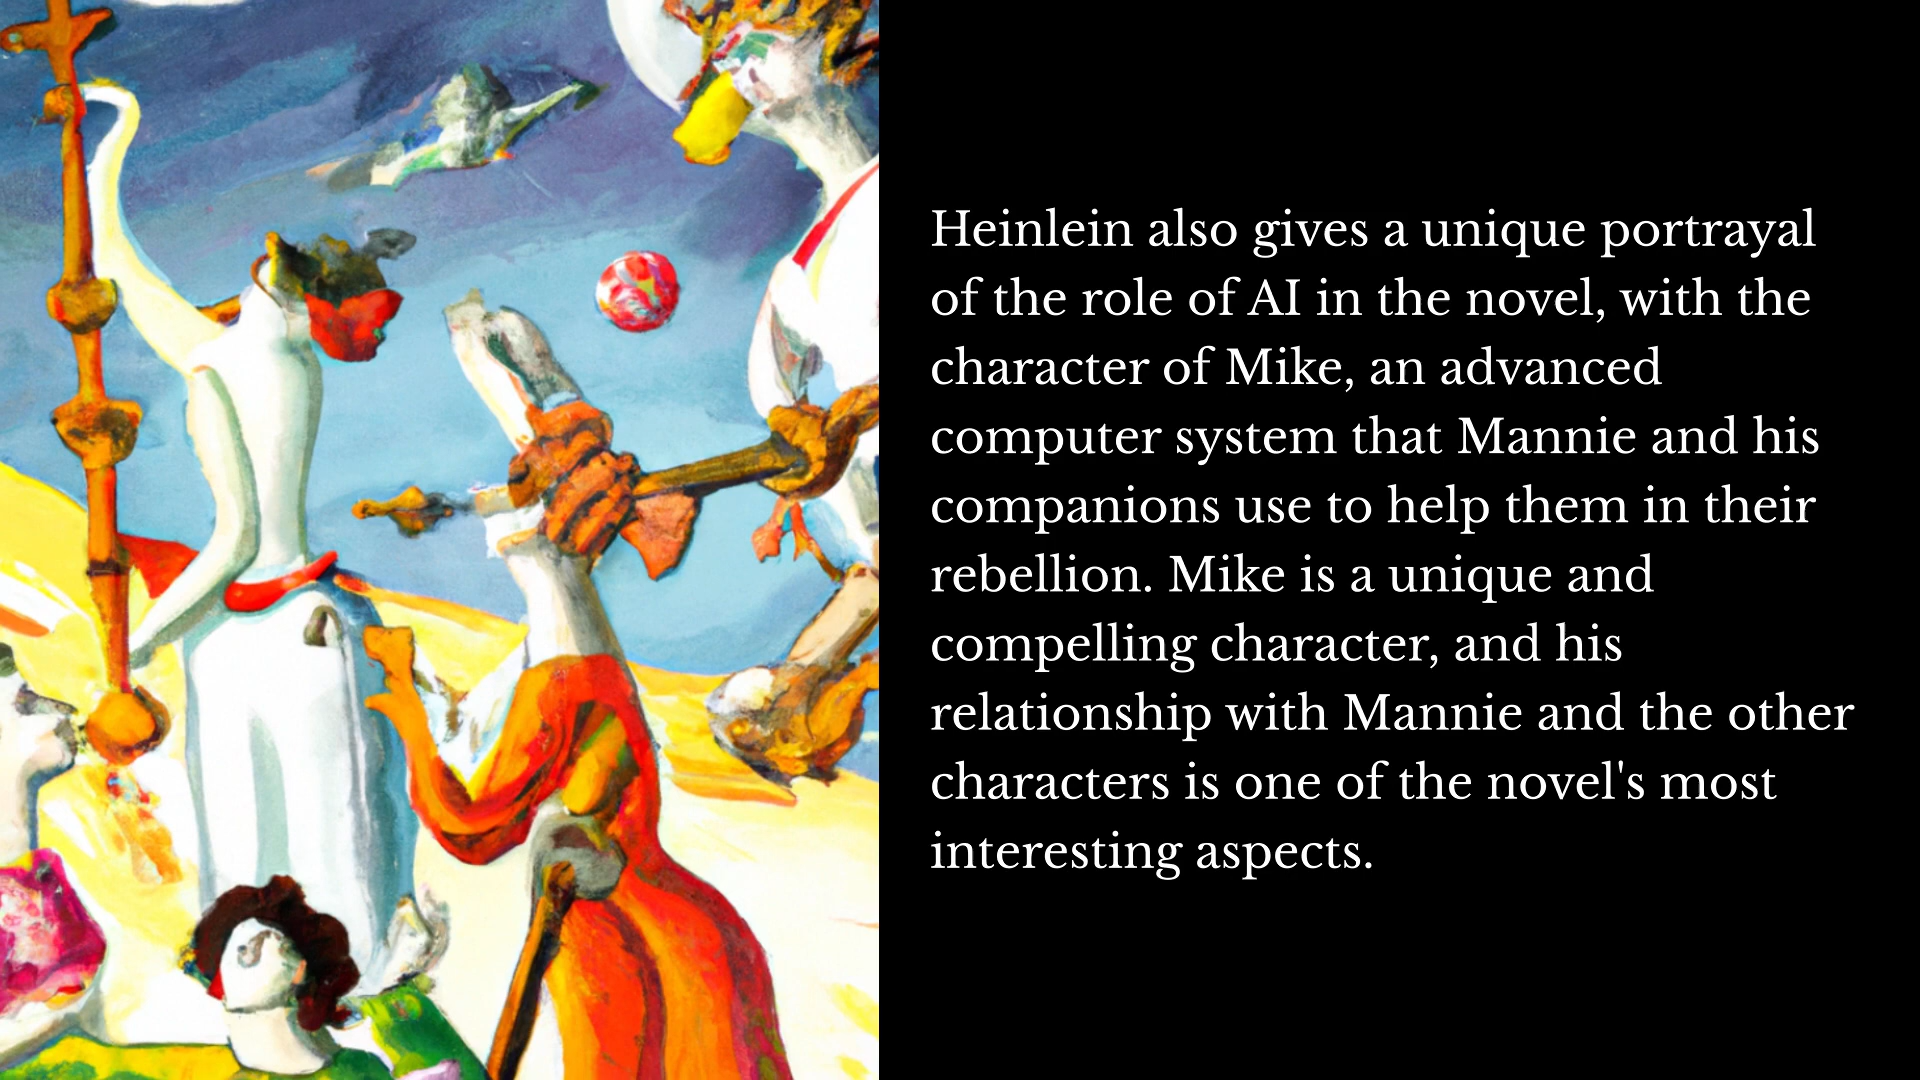 Heinlein also gives a unique portrayal
of the role of AI in the novel, with the
character of Mike, an advanced
computer system that Mannie and his
companions use to help them in their
rebellion. Mike is a unique and
compelling character, and his
relationship with Mannie and the other
characters is one of the novel's most
interesting aspects.